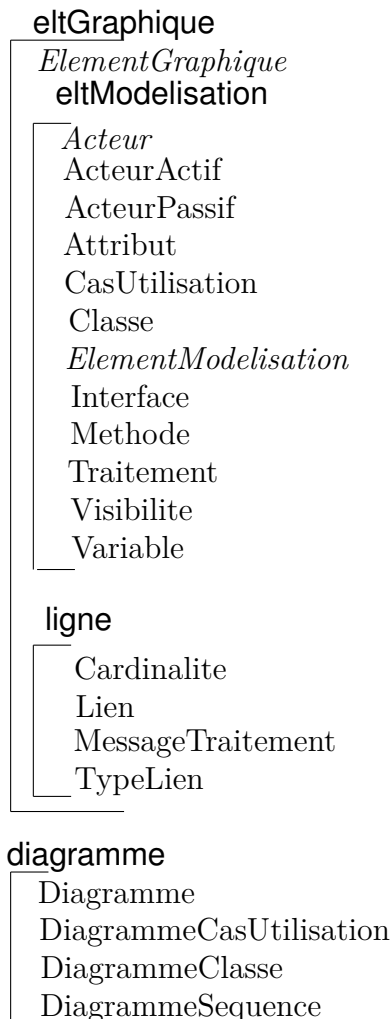 eltGraphique
ElementGraphique
eltModelisation
Acteur
ActeurActif
ActeurPassif
Attribut
CasUtilisation
Classe
ElementModelisation
Interface
Methode
Traitement
Visibilite
Variable
ligne
Cardinalite
Lien
MessageTraitement
TypeLien
diagramme
Diagramme
DiagrammeCasUtilisation
DiagrammeClasse
DiagrammeSequence